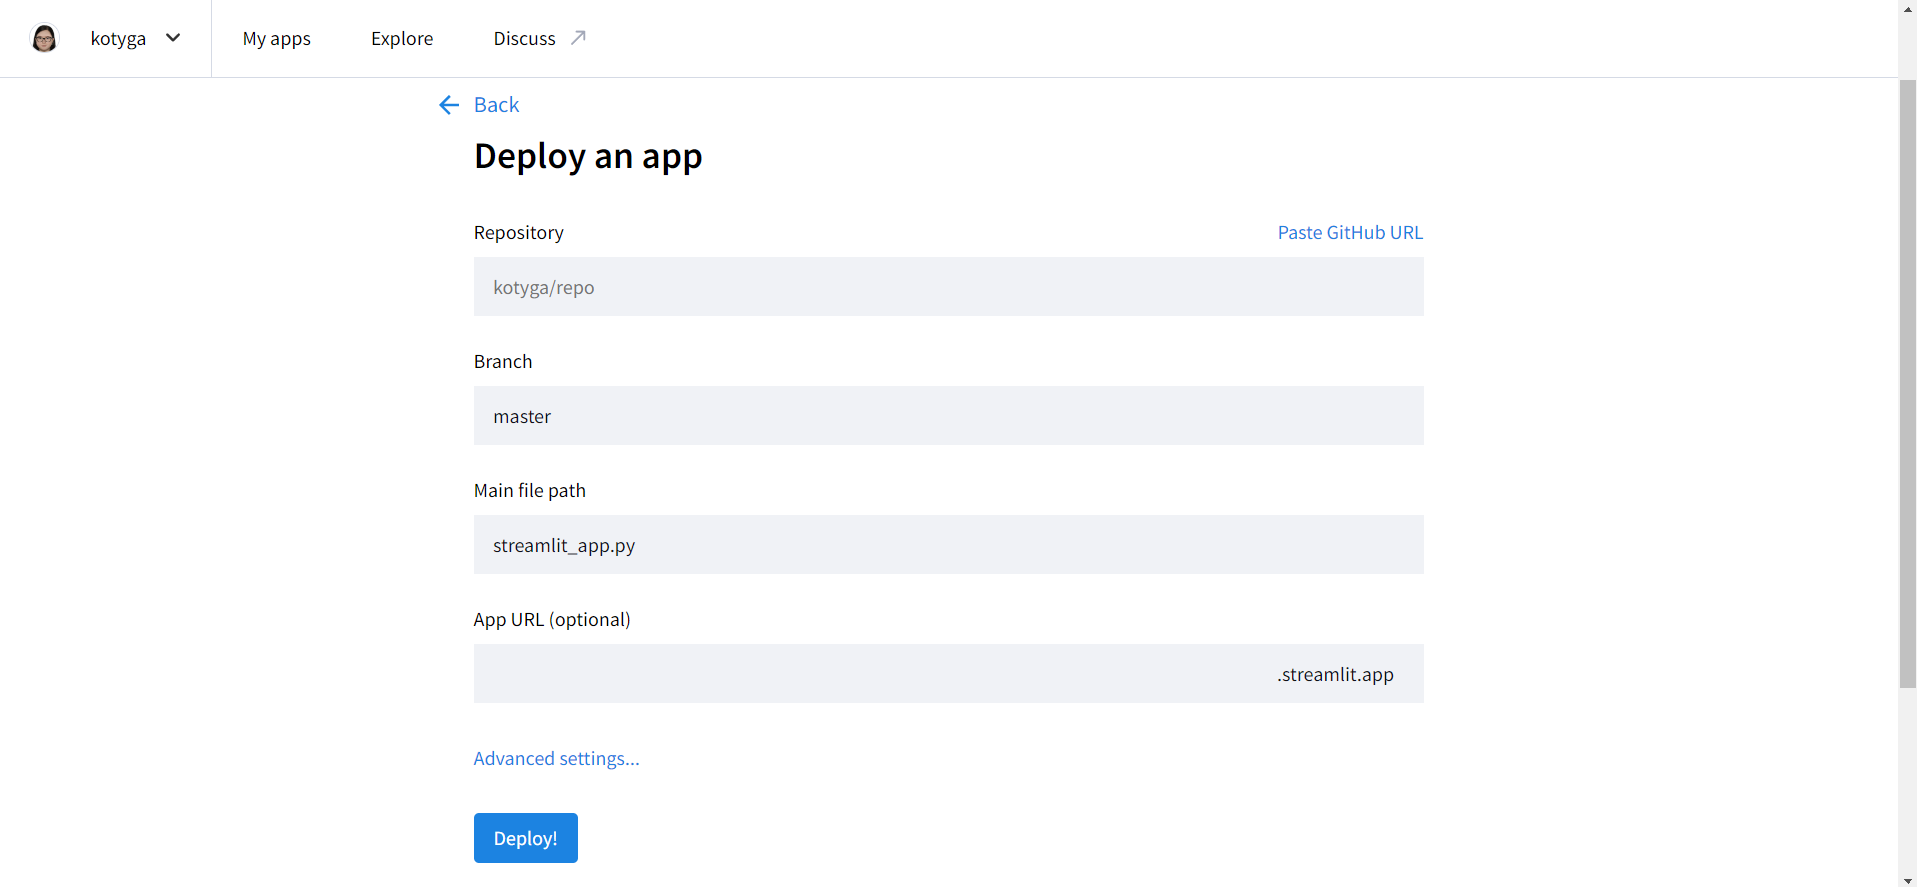 kotyga My apps Explore Discuss
Back
Deploy an app
Repository Paste GitHub URL
kotyga/repo
Branch
master
Main file path
streamlit_app.py
App URL (optional)
.streamlit.app
Advanced settings...
Deploy!